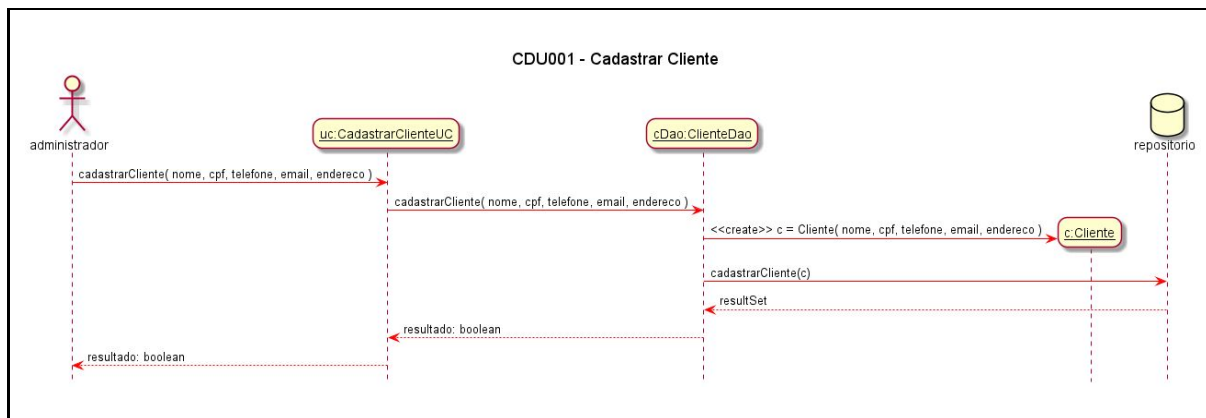 CDU001 - Cadastrar Cliente
administrador
uc:CadastrarClienteUC
cDao:ClienteDao
repositorio
cadastrarCliente( nome, cpf, telefone, email, endereco )
cadastrarCliente( nome, cpf, telefone, email, endereco )
<<create>> c = Cliente( nome, cpf, telefone, email, endereco )
c:Cliente
cadastrarCliente(c)
resultSet
resultado: boolean
resultado: boolean